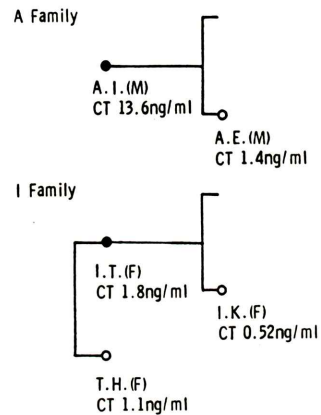 A Family
A.I.(M)
CT 13.6ng/ml
A.E.(M)
CT 1.4ng/ml
I Family
I.T.(F)
CT 1.8ng/ml
I.K.(F)
CT 0.52ng/ml
T.H.(F)
CT 1.1ng/ml